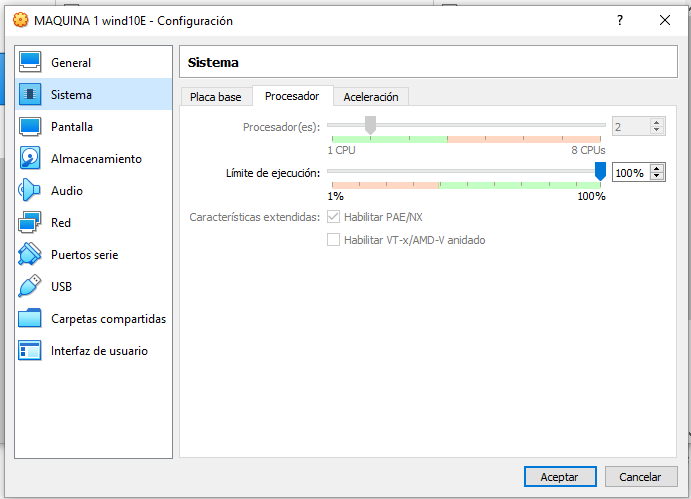 MAQUINA 1 wind10E - Configuración
?
General
Sistema
Pantalla
Almacenamiento
Audio
Red
Puertos serie
USB
Carpetas compartidas
Interfaz de usuario
Sistema
Placa base Procesador Aceleración
Procesador(es): 2
1 CPU 8 CPUs
Límite de ejecución: 100%
1% 100%
Características extendidas: Habilitar PAE/NX
Habilitar VT-x/AMD-V anidado
Aceptar Cancelar